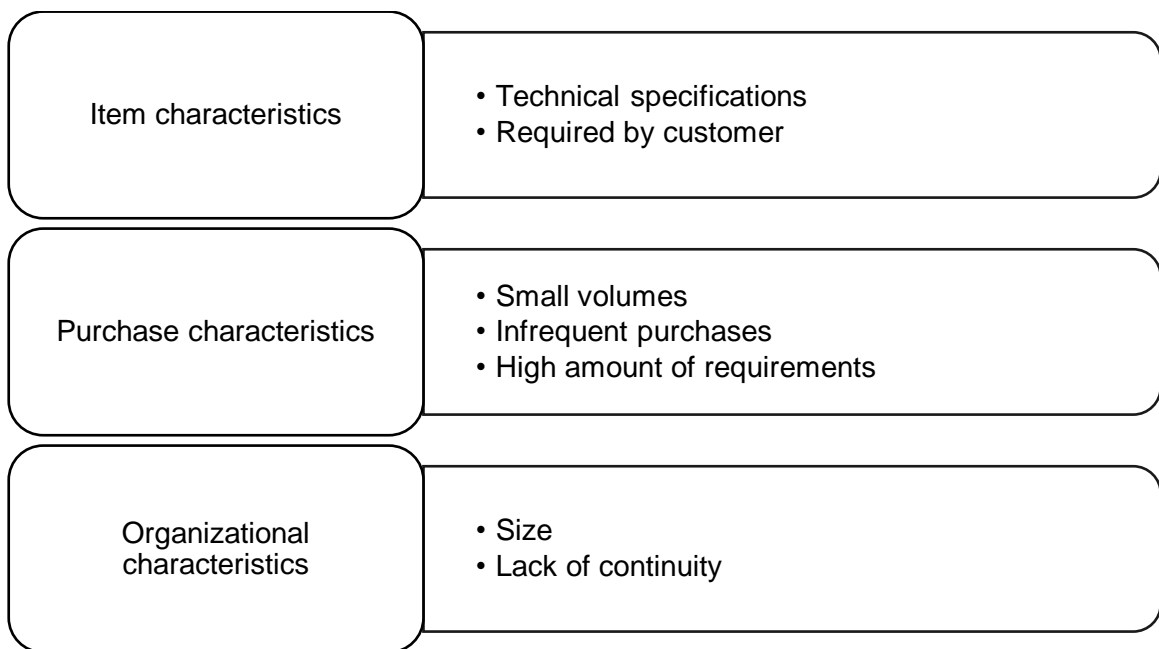 Item characteristics
• Technical specifications
• Required by customer
Purchase characteristics
• Small volumes
• Infrequent purchases
• High amount of requirements
Organizational
characteristics
• Size
• Lack of continuity